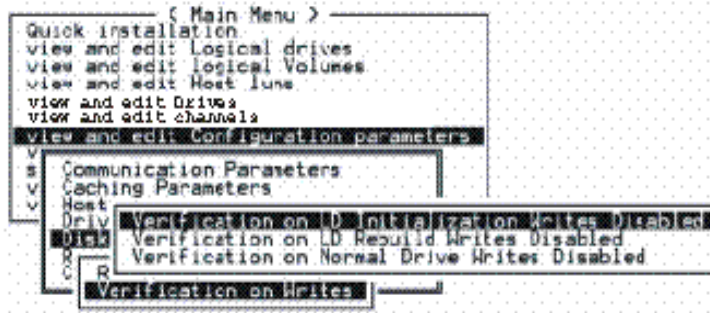 < Main Menu >
Quick installation
view and edit Logical drives
view and edit logical Volumes
view and edit Host luns
view and edit Drives
view and edit channels
view and edit Configuration parameters
v
s Communication Parameters
v Caching Parameters
v Host
Driv Verification on LD Initialization Writes Disabled
Disk Verification on LD Rebuild Writes Disabled
R Verification on Normal Drive Writes Disabled
C R
Verification on Writes